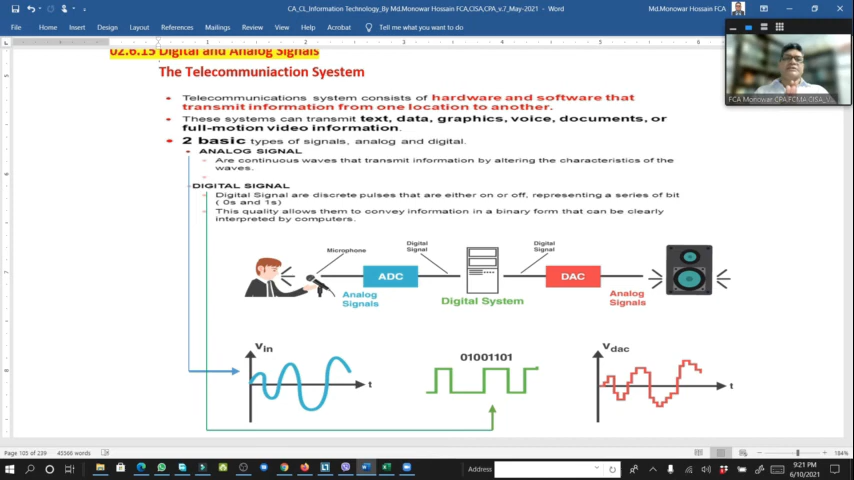 CA_CL_Information Technology_By Md.Monowar Hossain FCA,CISA,CPA_v.7_May-2021 - Word
Md.Monowar Hossain FCA
File Home Insert Design Layout References Mailings Review View Help Acrobat Tell me what you want to do
02.6.15 Digital and Analog Signals
The Telecommuniaction Syestem
Telecommunications system consists of hardware and software that
transmit information from one location to another.
These systems can transmit text, data, graphics, voice, documents, or
full-motion video information.
2 basic types of signals, analog and digital.
ANALOG SIGNAL
Are continuous waves that transmit information by altering the characteristics of the
waves.
DIGITAL SIGNAL
Digital Signal are discrete pulses that are either on or off, representing a series of bit
( 0s and 1s)
This quality allows them to convey information in a binary form that can be clearly
interpreted by computers.
Microphone
Digital
Signal
Digital
Signal
ADC
DAC
Analog
Signals
Digital System
Analog
Signals
Vin
t
01001101
Vdac
t
FCA Monowar CPA,FCMA,CISA_V
Page 105 of 239 45360 words
184%
Address
9:21 PM
6/10/2021